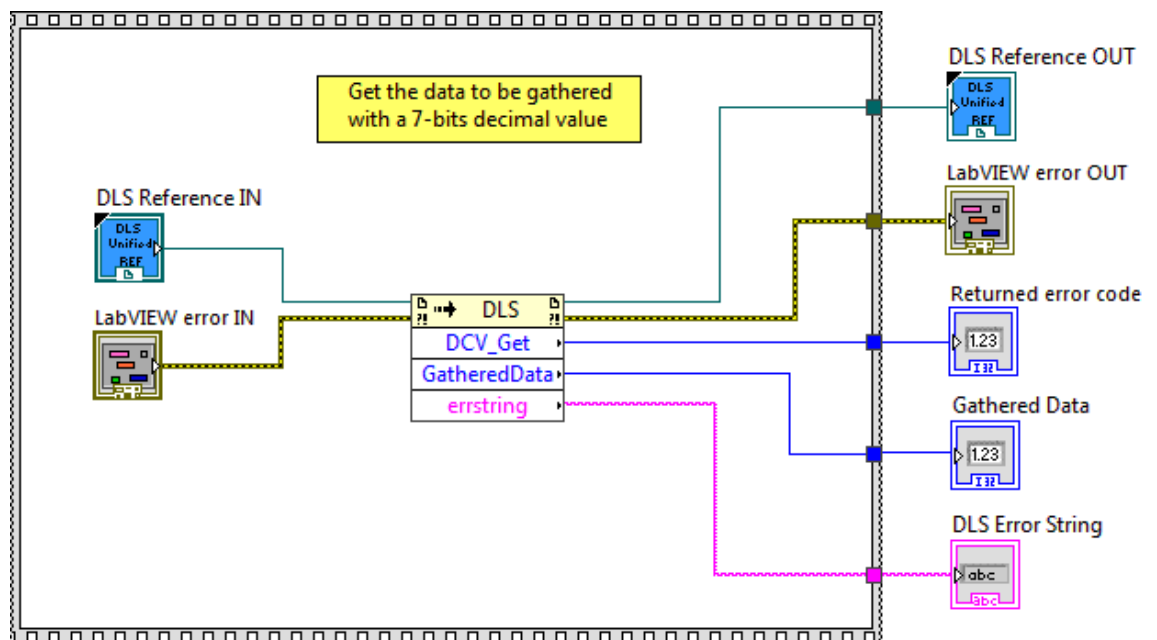 Get the data to be gathered
with a 7-bits decimal value
DLS Reference OUT
DLS
Unified
REF
LabVIEW error OUT
DLS Reference IN
DLS
Unified
REF
LabVIEW error IN
?! DLS ?!
DCV_Get
GatheredData
errstring
Returned error code
1.23
I32
Gathered Data
1.23
I32
DLS Error String
abc
abc